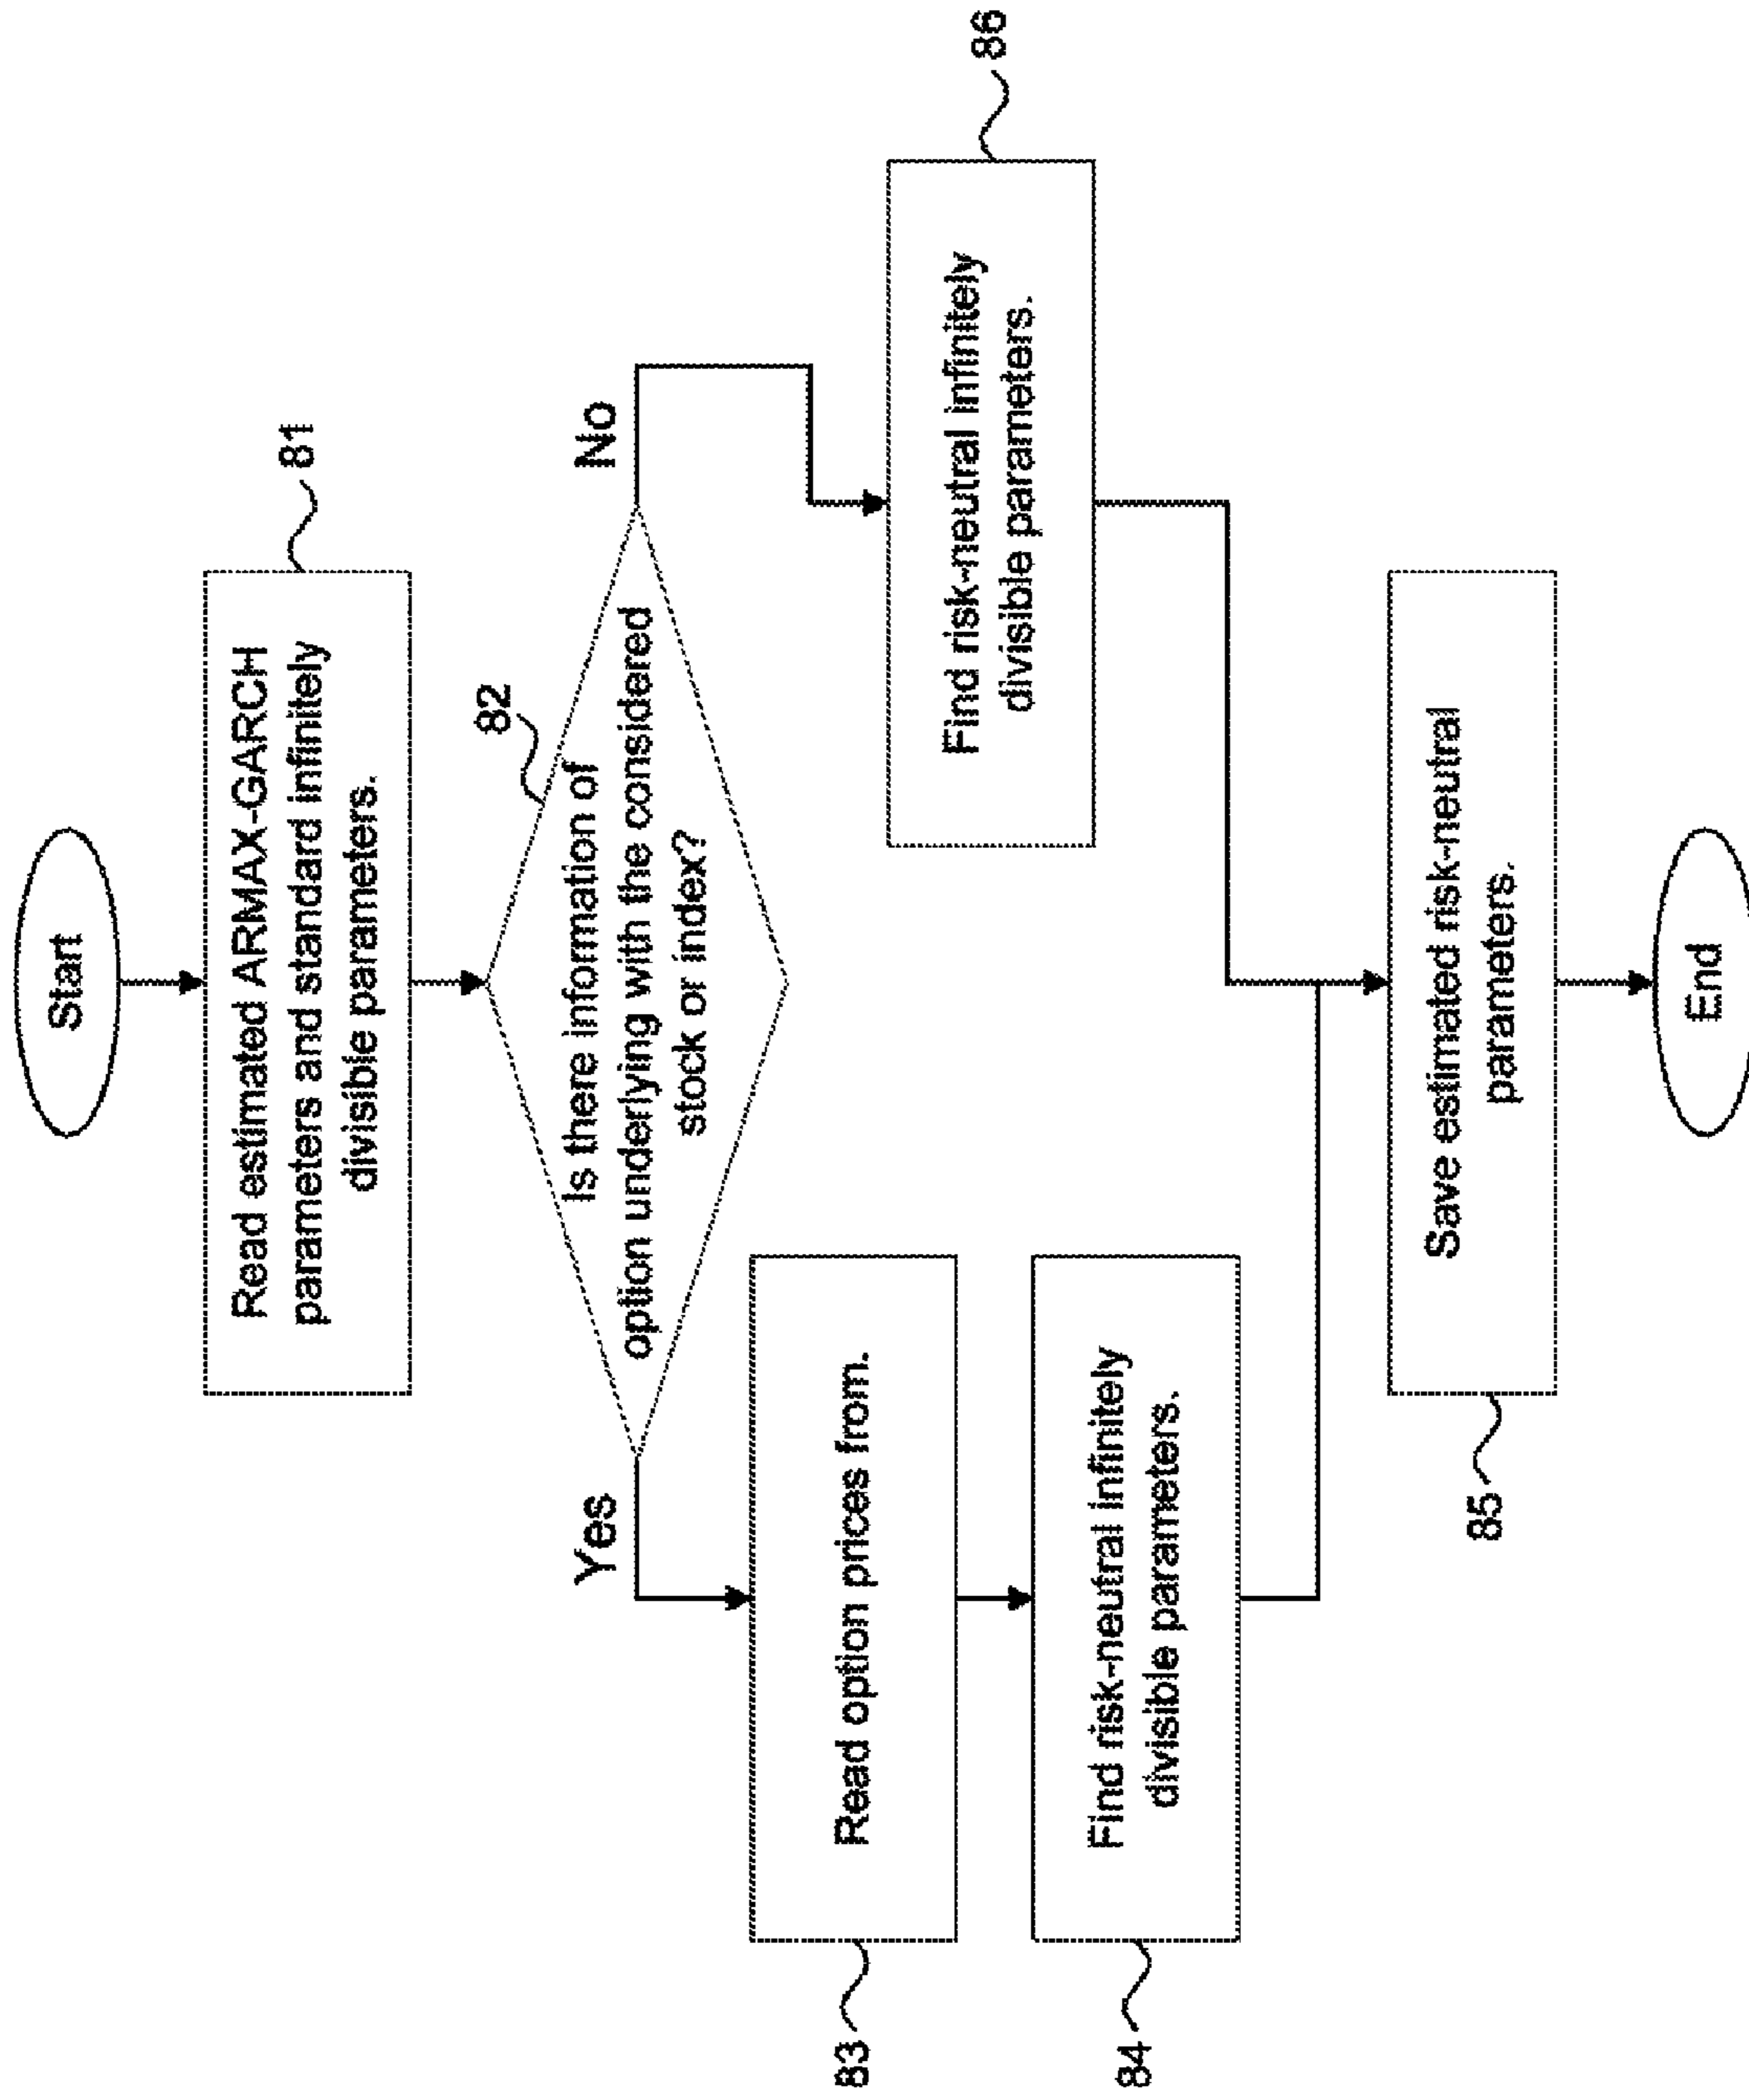 Start
Read estimated ARMAX-GARCH
parameters and standard infinitely
divisible parameters.
81
82
Is there information of
option underlying with the considered
stock or index?
Yes
No
Read option prices from.
83
Find risk-neutral infinitely
divisible parameters.
84
Find risk-neutral infinitely
divisible parameters.
86
Save estimated risk-neutral
parameters.
85
End